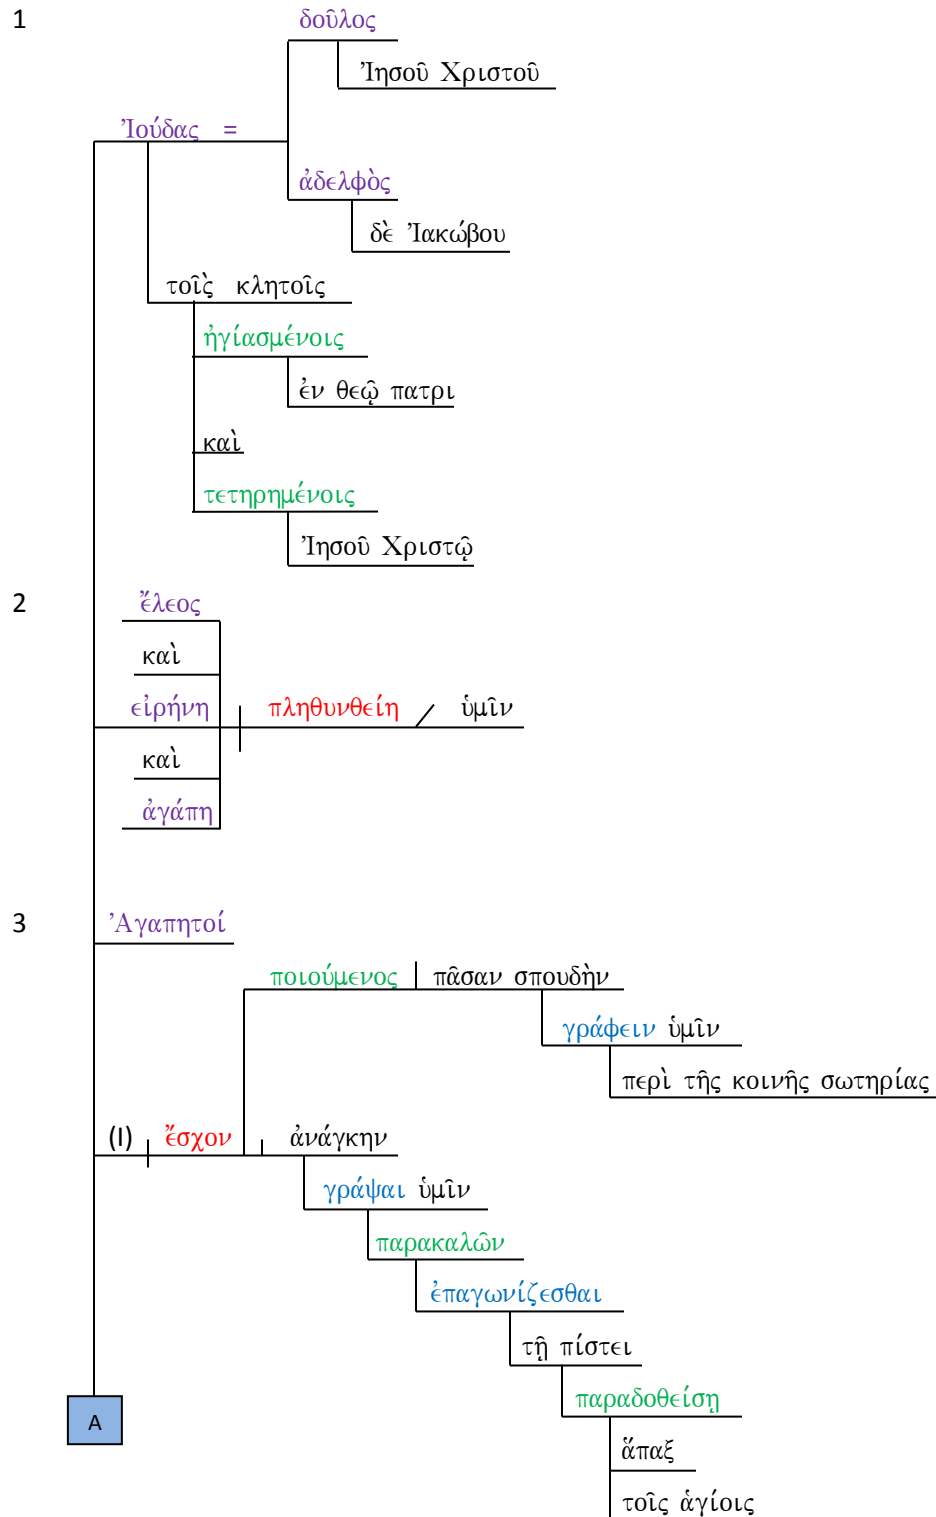 1
δοῦλος
Ἰησοῦ Χριστοῦ
Ἰούδας =
ἀδελφὸς
δὲ Ἰακώβου
τοῖ̀ς κλητοῖς
ἠγίασμένοις
ἐν θεῷ πατρι
καὶ
τετηρημένοις
Ἰησοῦ Χριστῷ
2
ἔλεος
καὶ
εἰρήνη πληθυνθείη ὑμῖν
καὶ
ἀγάπη
3
Ἀγαπητοί
ποιούμενος πᾶσαν σπουδὴν
γράφειν ὑμῖν
περὶ τῆς κοινῆς σωτηρίας
(I) ἔσχον ἀνάγκην
γράψαι ὑμῖν
παρακαλῶν
ἐπαγωνίζεσθαι
τῇ πίστει
παραδοθείσῃ
A
ἅπαξ
τοῖς ἁγίοις